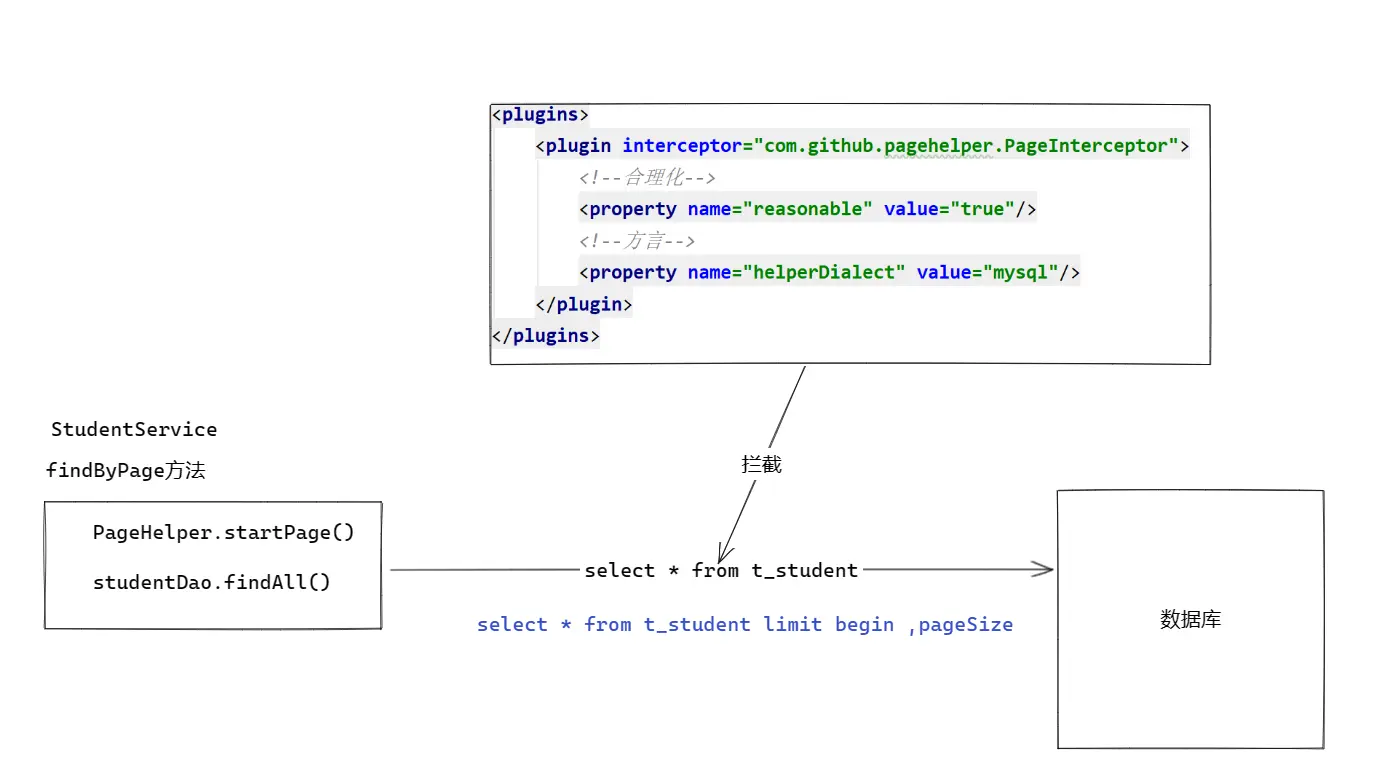 <plugins>
<plugin interceptor="com.github.pagehelper.PageInterceptor">
<!--合理化-->
<property name="reasonable" value="true"/>
<!--方言-->
<property name="helperDialect" value="mysql"/>
</plugin>
</plugins>
StudentService
findByPage方法
拦截
PageHelper.startPage()
studentDao.findAll()
select * from t_student
select * from t_student limit begin ,pageSize
数据库